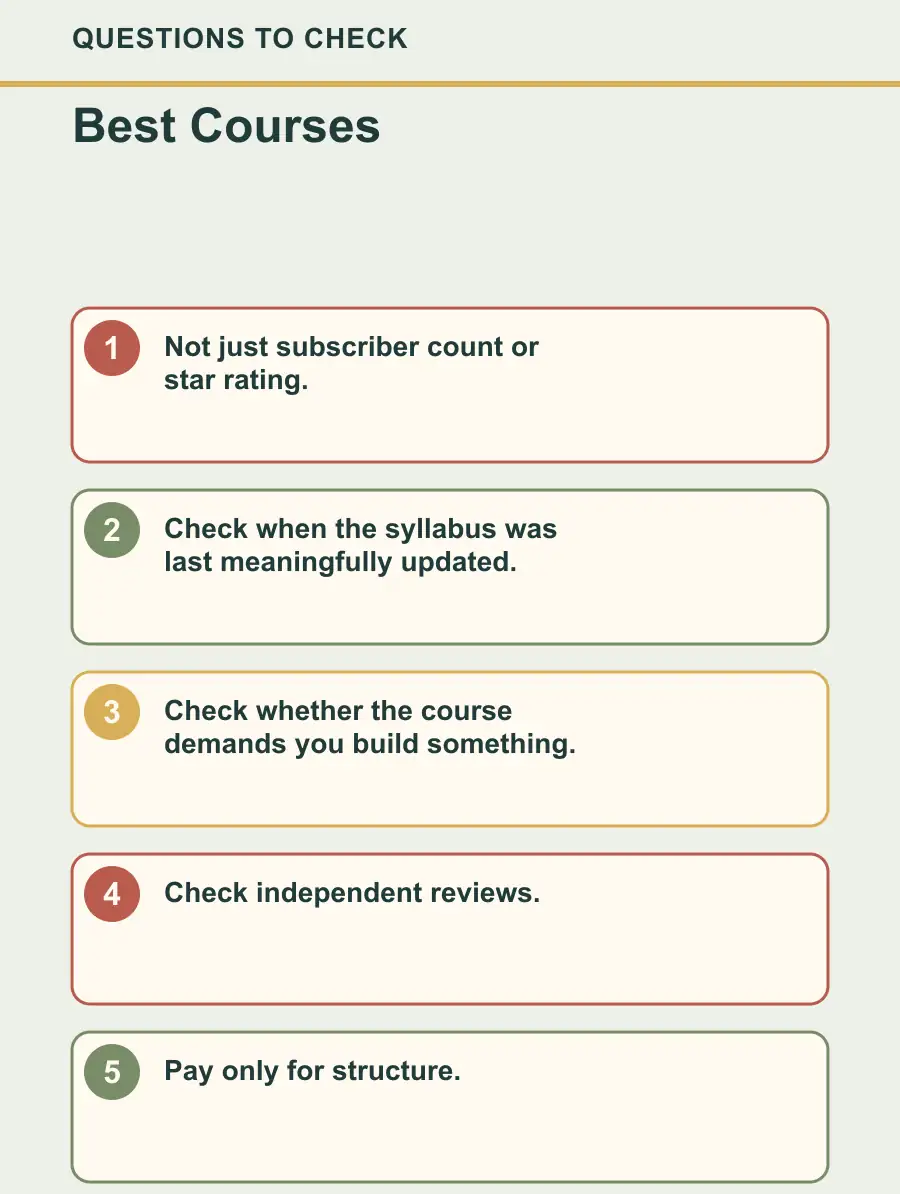 QUESTIONS TO CHECK
Best Courses
1
Not just subscriber count or
star rating.
2
Check when the syllabus was
last meaningfully updated.
3
Check whether the course
demands you build something.
4
Check independent reviews.
5
Pay only for structure.